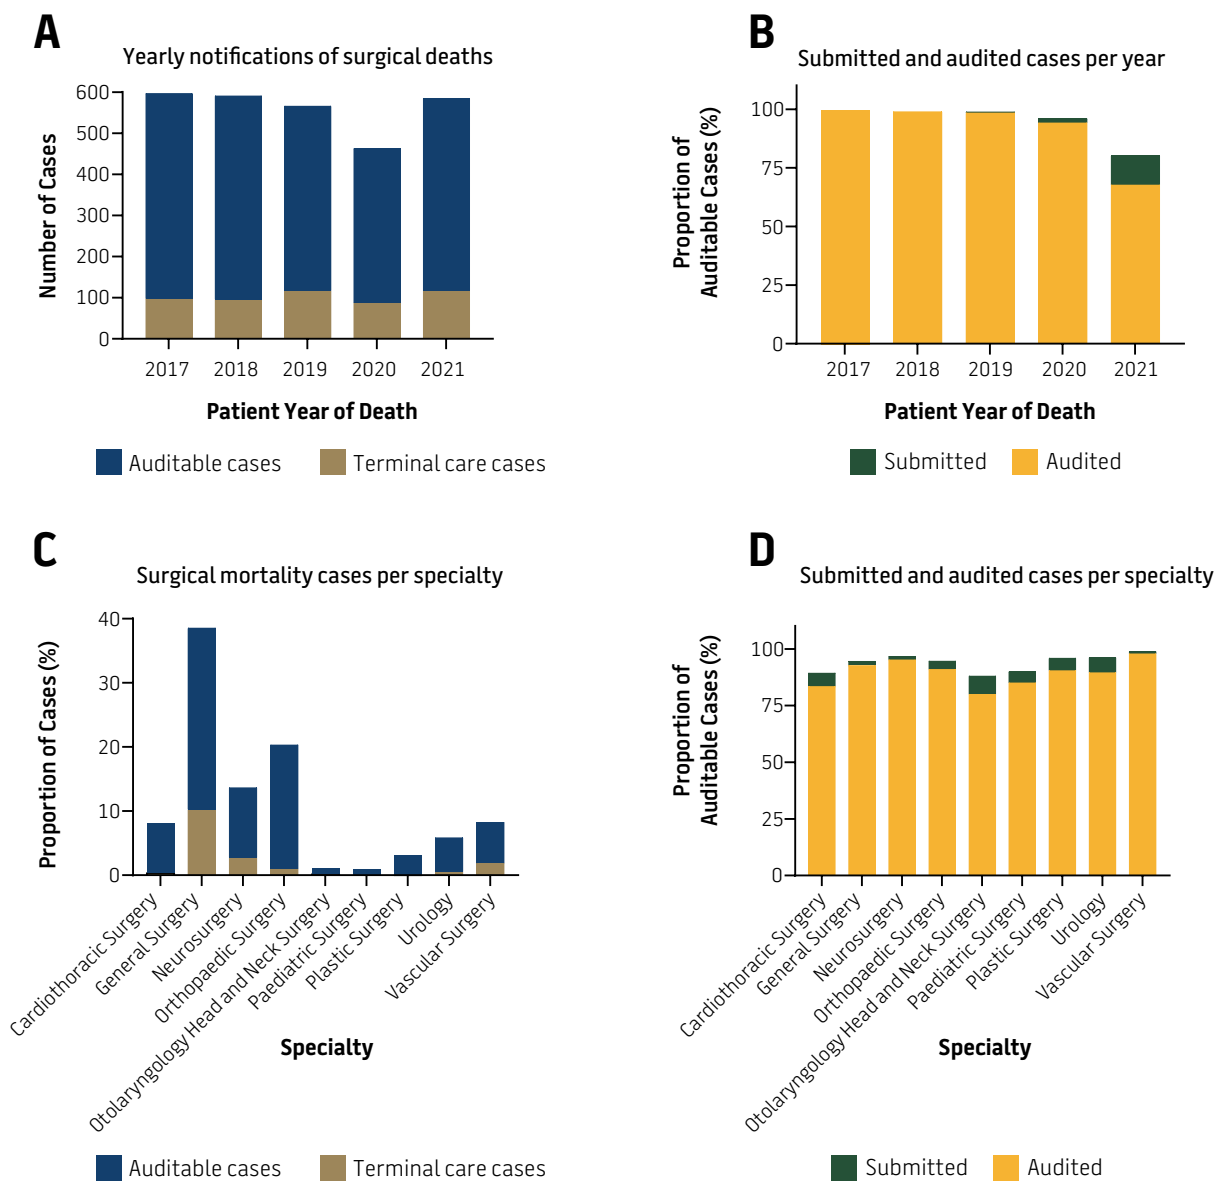 A
Yearly notifications of surgical deaths
Number of Cases
600
500
400
300
200
100
0
2017 2018 2019 2020 2021
Patient Year of Death
Auditable cases Terminal care cases
B
Submitted and audited cases per year
Proportion of
Auditable Cases (%)
100
75
50
25
0
2017 2018 2019 2020 2021
Patient Year of Death
Submitted Audited
C
Surgical mortality cases per specialty
Proportion of Cases (%)
40
30
20
10
0
Cardiothoracic Surgery
General Surgery
Neurosurgery
Orthopaedic Surgery
Otolaryngology Head and Neck Surgery
Paediatric Surgery
Plastic Surgery
Urology
Vascular Surgery
Specialty
Auditable cases Terminal care cases
D
Submitted and audited cases per specialty
Proportion of
Auditable Cases (%)
100
75
50
25
0
Cardiothoracic Surgery
General Surgery
Neurosurgery
Orthopaedic Surgery
Otolaryngology Head and Neck Surgery
Paediatric Surgery
Plastic Surgery
Urology
Vascular Surgery
Specialty
Submitted Audited